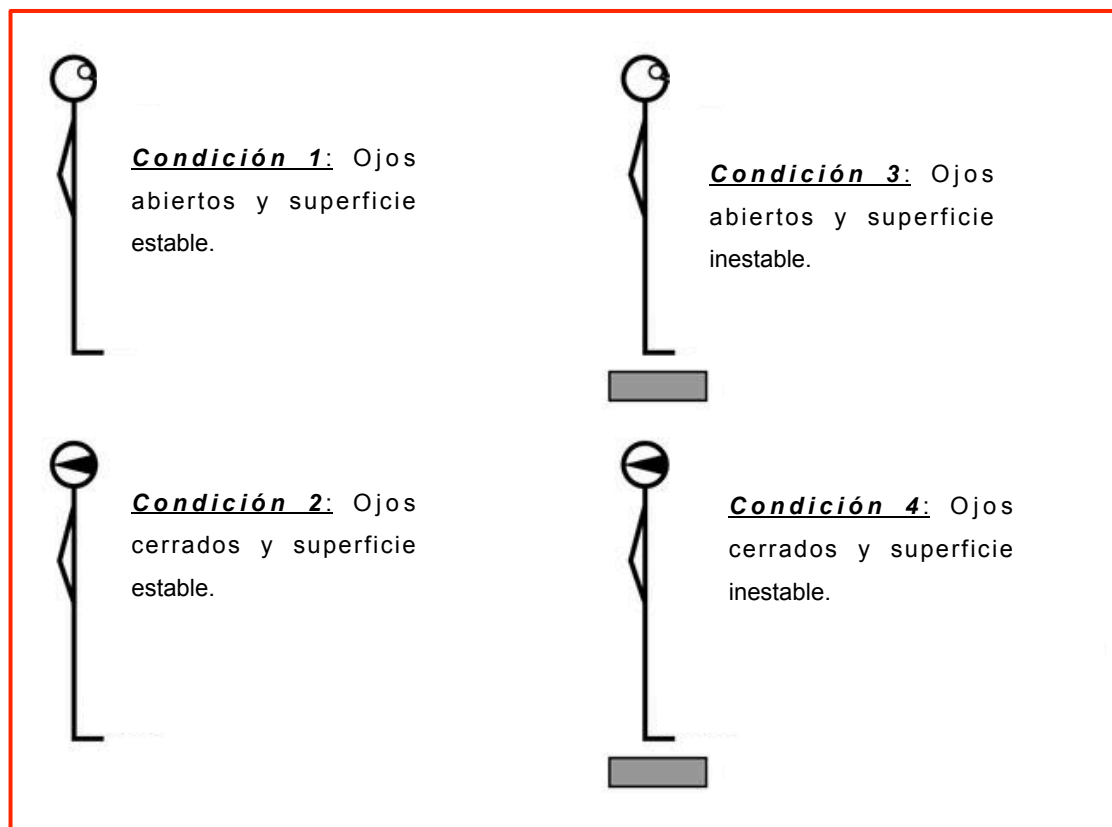 Condición 1: Ojos
abiertos y superficie
estable.
Condición 3: Ojos
abiertos y superficie
inestable.
Condición 2: Ojos
cerrados y superficie
estable.
Condición 4: Ojos
cerrados y superficie
inestable.